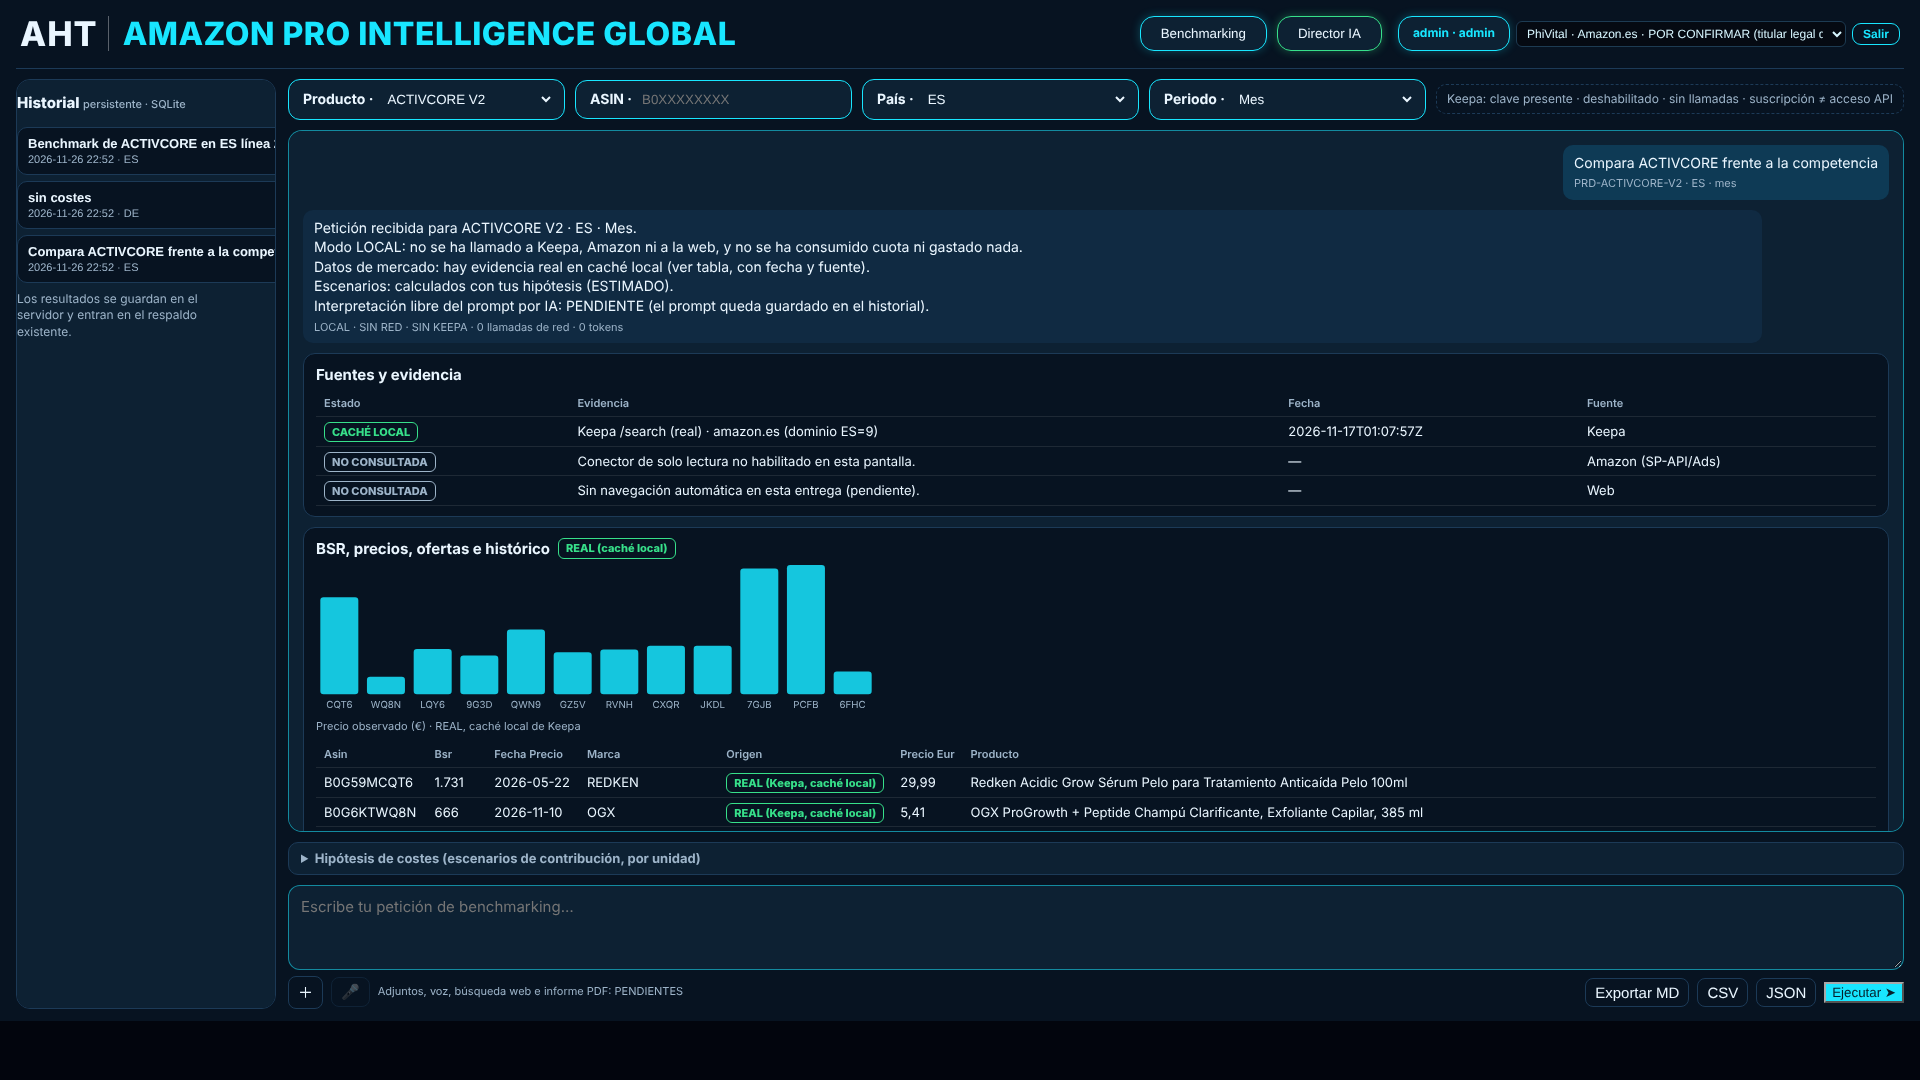 AHT AMAZON PRO INTELLIGENCE GLOBAL
Benchmarking
Director IA
admin · admin
PhiVital · Amazon.es · POR CONFIRMAR (titular legal
Salir
Historial persistente · SQLite
Benchmark de ACTIVCORE en ES línea
2026-11-26 22:52 · ES
sin costes
2026-11-26 22:52 · DE
Compara ACTIVCORE frente a la compe
2026-11-26 22:52 · ES
Los resultados se guardan en el
servidor y entran en el respaldo
existente.
Producto · ACTIVCORE V2
ASIN · B0XXXXXXXX
País · ES
Periodo · Mes
Keepa: clave presente · deshabilitado · sin llamadas · suscripción ≠ acceso API
Compara ACTIVCORE frente a la competencia
PRD-ACTIVCORE-V2 · ES · mes
Petición recibida para ACTIVCORE V2 · ES · Mes.
Modo LOCAL: no se ha llamado a Keepa, Amazon ni a la web, y no se ha consumido cuota ni gastado nada.
Datos de mercado: hay evidencia real en caché local (ver tabla, con fecha y fuente).
Escenarios: calculados con tus hipótesis (ESTIMADO).
Interpretación libre del prompt por IA: PENDIENTE (el prompt queda guardado en el historial).
LOCAL · SIN RED · SIN KEEPA · 0 llamadas de red · 0 tokens
Fuentes y evidencia
Estado Evidencia Fecha Fuente
CACHÉ LOCAL Keepa /search (real) · amazon.es (dominio ES=9) 2026-11-17T01:07:57Z Keepa
NO CONSULTADA Conector de solo lectura no habilitado en esta pantalla. — Amazon (SP-API/Ads)
NO CONSULTADA Sin navegación automática en esta entrega (pendiente). — Web
BSR, precios, ofertas e histórico REAL (caché local)
CQT6 WQ8N LQY6 9G3D QWN9 GZ5V RVNH CXQR JKDL 7GJB PCFB 6FHC
Precio observado (€) · REAL, caché local de Keepa
Asin Bsr Fecha Precio Marca Origen Precio Eur Producto
B0G59MCQT6 1.731 2026-05-22 REDKEN REAL (Keepa, caché local) 29,99 Redken Acidic Grow Sérum Pelo para Tratamiento Anticaída Pelo 100ml
B0G6KTWQ8N 666 2026-11-10 OGX REAL (Keepa, caché local) 5,41 OGX ProGrowth + Peptide Champú Clarificante, Exfoliante Capilar, 385 ml
Hipótesis de costes (escenarios de contribución, por unidad)
Escribe tu petición de benchmarking...
+ Adjuntos, voz, búsqueda web e informe PDF: PENDIENTES
Exportar MD
CSV
JSON
Ejecutar ➤